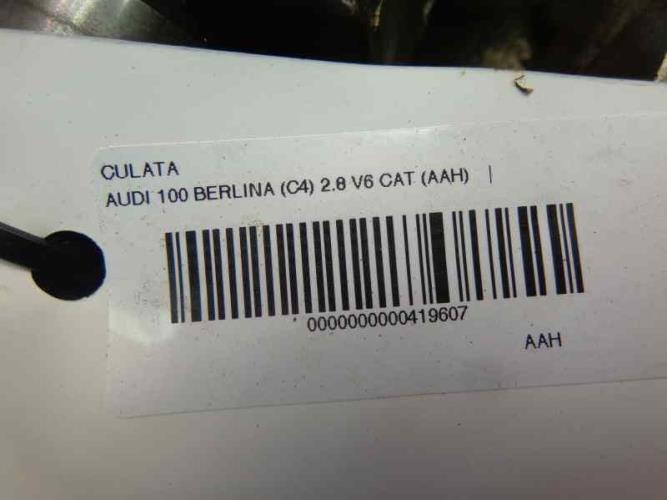 CULATA
AUDI 100 BERLINA (C4) 2.8 V6 CAT (AAH) |
0000000000419607
AAH